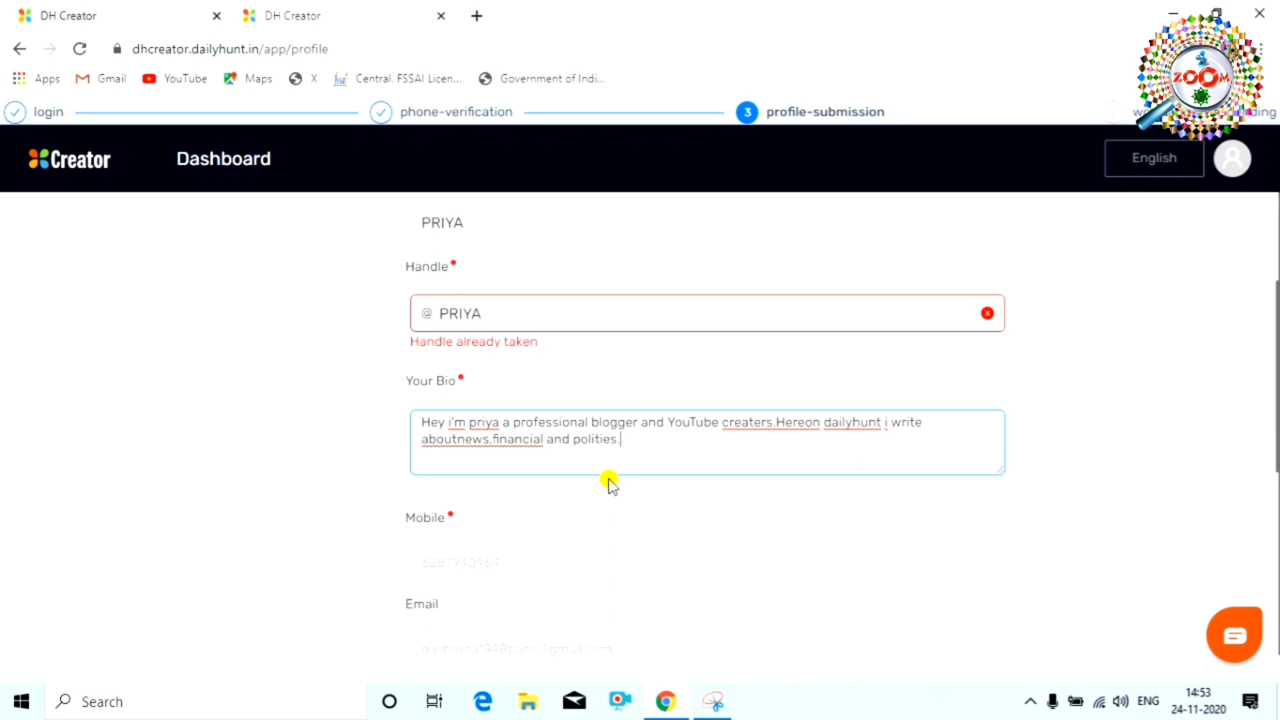 DH Creator
DH Creator
dhcreator.dailyhunt.in/app/profile
Apps
Gmail
YouTube
Maps
X
Central. FSSAI Licen...
Government of Indi...
ZOOM
login
phone-verification
3
profile-submission
Creator
Dashboard
English
PRIYA
Handle
@ PRIYA
Handle already taken
Your Bio
Hey i'm priya a professional blogger and YouTube creaters.Hereon dailyhunt i write
aboutnews,financial and polities.
Mobile
Email
Search
ENG
14:53
24-11-2020